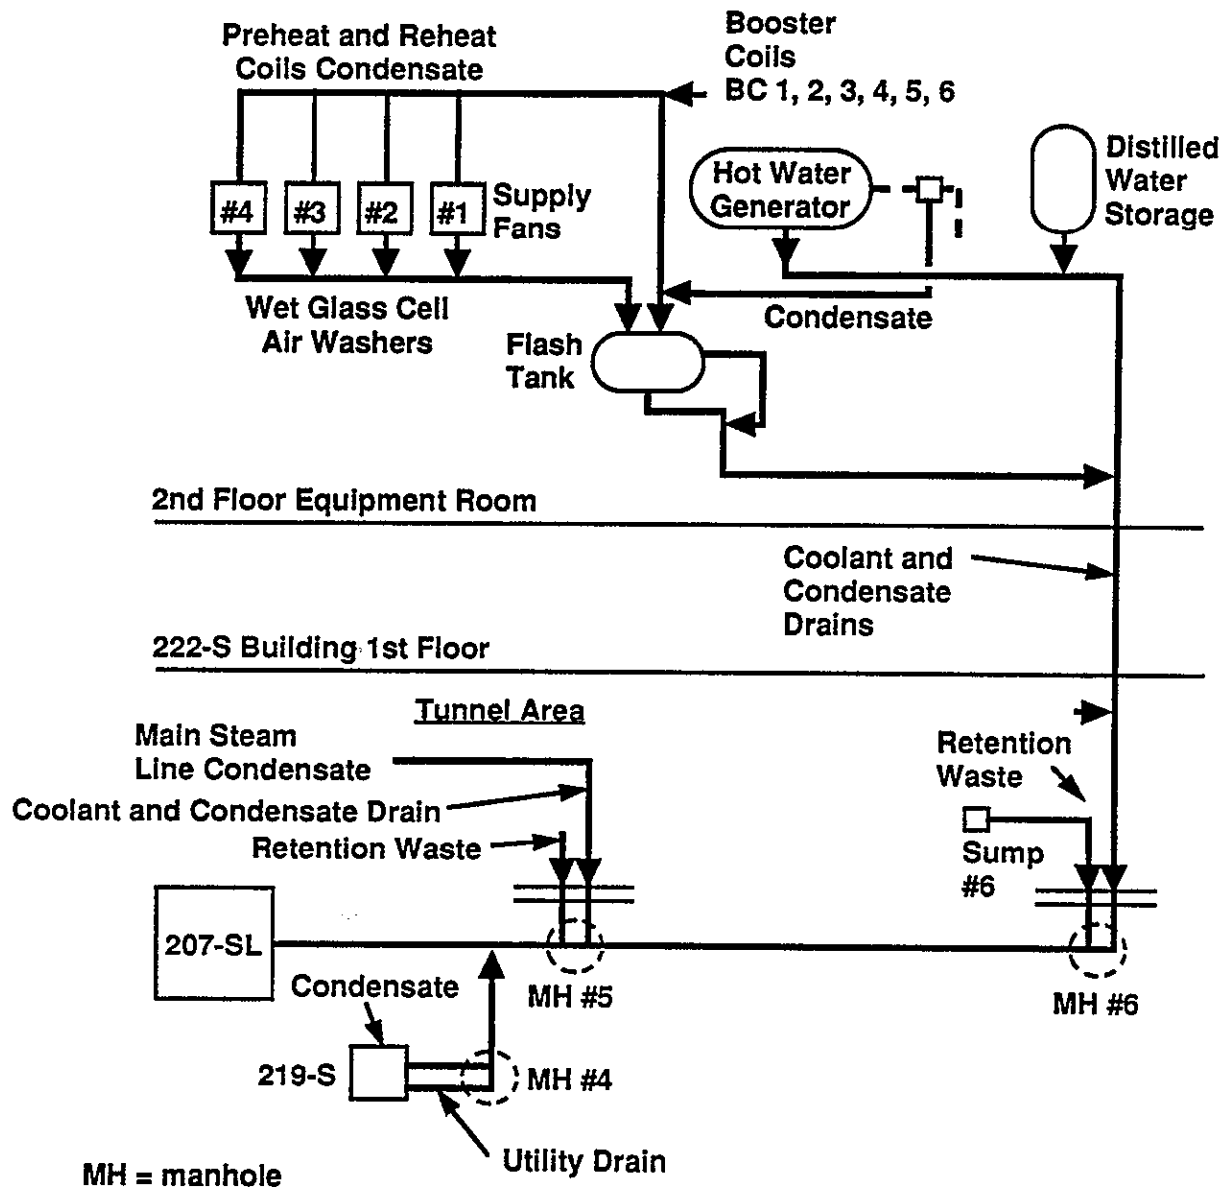 Preheat and Reheat
Coils Condensate
Booster
Coils
BC 1, 2, 3, 4, 5, 6
Hot Water
Generator
Distilled
Water
Storage
#4
#3
#2
#1
Supply
Fans
Wet Glass Cell
Air Washers
Flash
Tank
Condensate
2nd Floor Equipment Room
Coolant and
Condensate
Drains
222-S Building 1st Floor
Tunnel Area
Main Steam
Line Condensate
Coolant and Condensate Drain
Retention Waste
Retention
Waste
Sump
#6
207-SL
Condensate
MH #5
MH #6
219-S
MH #4
Utility Drain
MH = manhole